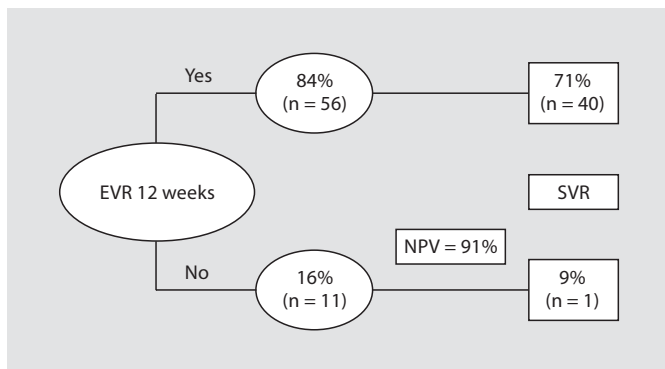 Yes
84%
(n = 56)
71%
(n = 40)
EVR 12 weeks
SVR
NPV = 91%
No
16%
(n = 11)
9%
(n = 1)